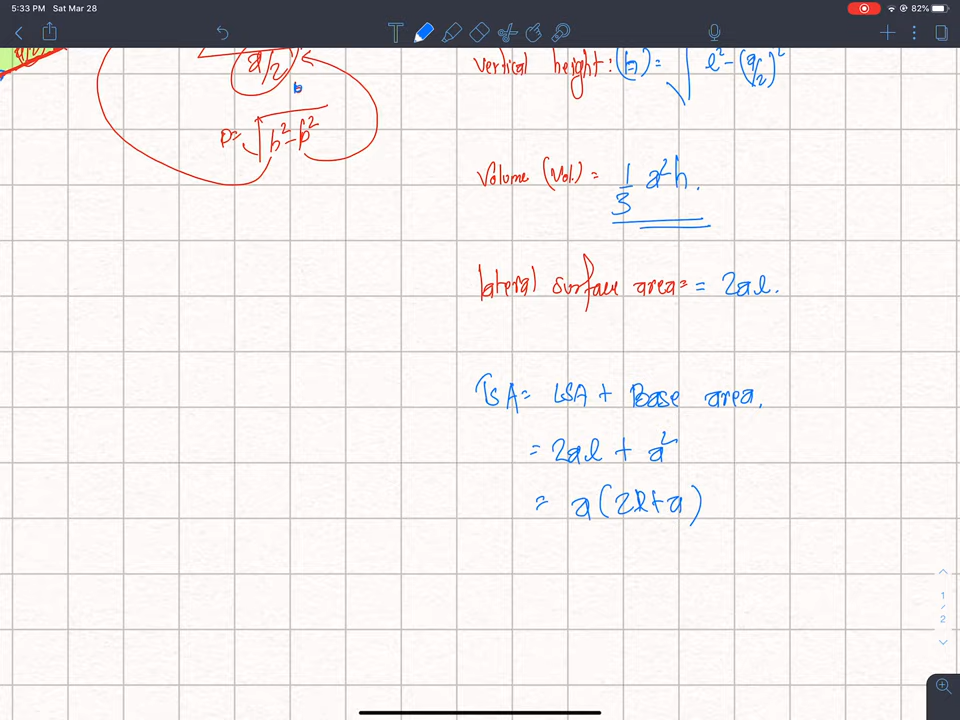 5:33 PM Sat Mar 28
82%
a/2
b
p = √h² - b²
vertical height: (h) = √l² - (a/2)²
Volume (Vol.) = 1/3 a²h.
lateral surface area = = 2al.
TSA = LSA + Base area.
= 2al + a²
= a(2l + a)
1
/
2